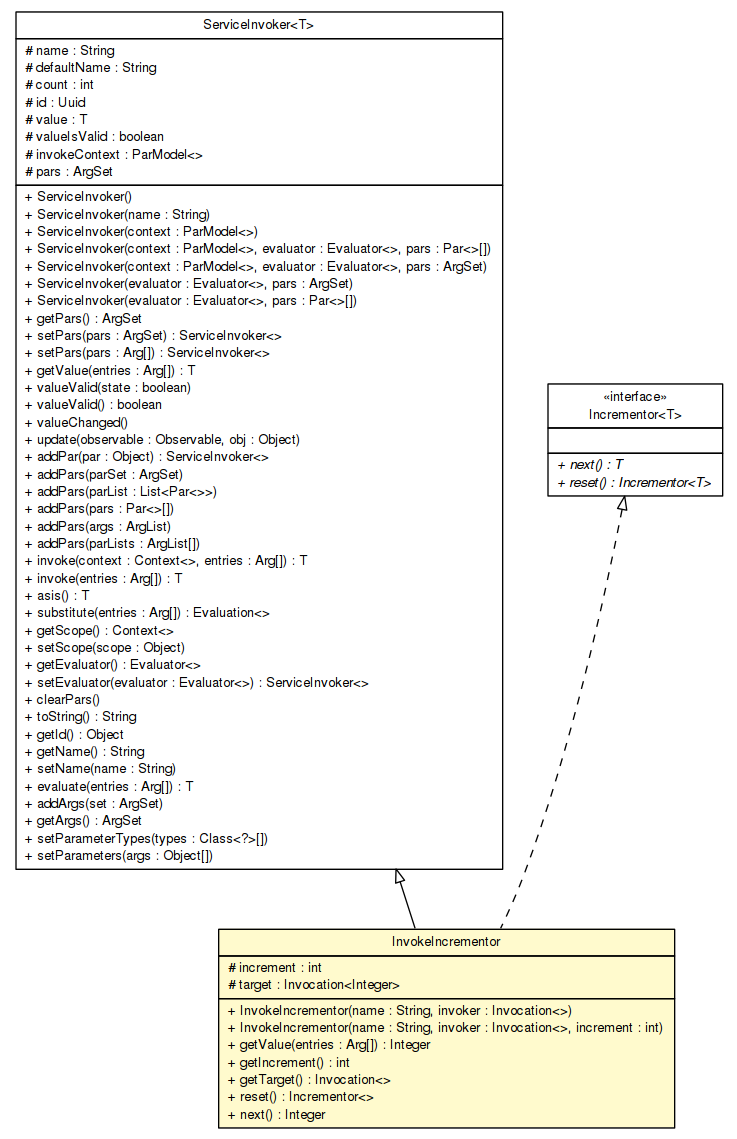 ServiceInvoker<T>
# name : String
# defaultName : String
# count : int
# id : Uuid
# value : T
# valueIsValid : boolean
# invokeContext : ParModel<>
# pars : ArgSet
+ ServiceInvoker()
+ ServiceInvoker(name : String)
+ ServiceInvoker(context : ParModel<>)
+ ServiceInvoker(context : ParModel<>, evaluator : Evaluator<>, pars : Par<>[])
+ ServiceInvoker(context : ParModel<>, evaluator : Evaluator<>, pars : ArgSet)
+ ServiceInvoker(evaluator : Evaluator<>, pars : ArgSet)
+ ServiceInvoker(evaluator : Evaluator<>, pars : Par<>[])
+ getPars() : ArgSet
+ setPars(pars : ArgSet) : ServiceInvoker<>
+ setPars(pars : Arg[]) : ServiceInvoker<>
+ getValue(entries : Arg[]) : T
+ valueValid(state : boolean)
+ valueValid() : boolean
+ valueChanged()
+ update(observable : Observable, obj : Object)
+ addPar(par : Object) : ServiceInvoker<>
+ addPars(parSet : ArgSet)
+ addPars(parList : List<Par<>>)
+ addPars(pars : Par<>[])
+ addPars(args : ArgList)
+ addPars(parLists : ArgList[])
+ invoke(context : Context<>, entries : Arg[]) : T
+ invoke(entries : Arg[]) : T
+ asis() : T
+ substitute(entries : Arg[]) : Evaluation<>
+ getScope() : Context<>
+ setScope(scope : Object)
+ getEvaluator() : Evaluator<>
+ setEvaluator(evaluator : Evaluator<>) : ServiceInvoker<>
+ clearPars()
+ toString() : String
+ getId() : Object
+ getName() : String
+ setName(name : String)
+ evaluate(entries : Arg[]) : T
+ addArgs(set : ArgSet)
+ getArgs() : ArgSet
+ setParameterTypes(types : Class<?>[])
+ setParameters(args : Object[])
«interface»
Incrementor<T>
+ next() : T
+ reset() : Incrementor<T>
InvokeIncrementor
# increment : int
# target : Invocation<Integer>
+ InvokeIncrementor(name : String, invoker : Invocation<>)
+ InvokeIncrementor(name : String, invoker : Invocation<>, increment : int)
+ getValue(entries : Arg[]) : Integer
+ getIncrement() : int
+ getTarget() : Invocation<>
+ reset() : Incrementor<>
+ next() : Integer